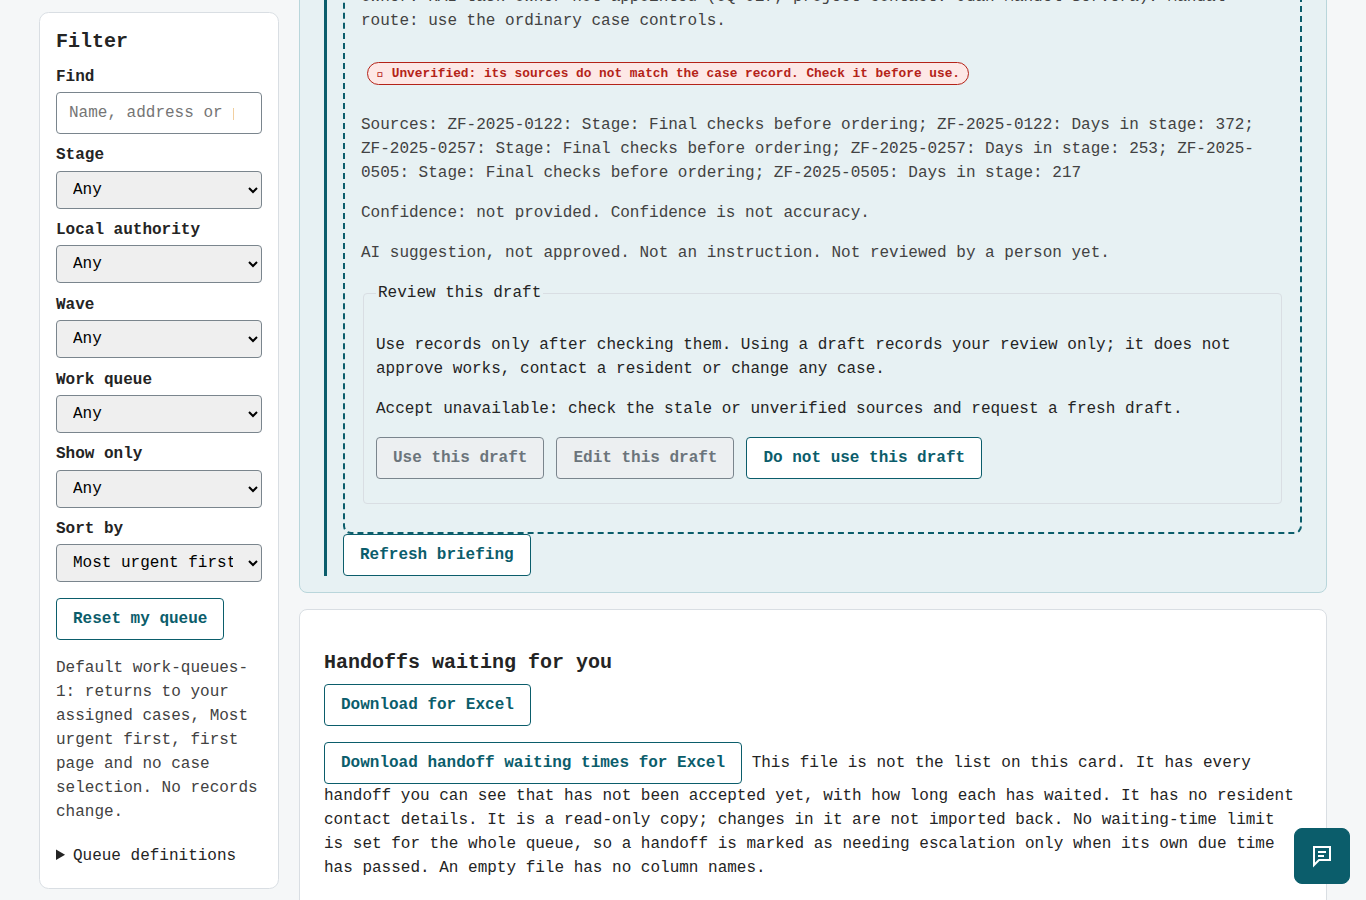 Filter
Find
Name, address or
Stage
Any
Local authority
Any
Wave
Any
Work queue
Any
Show only
Any
Sort by
Most urgent first
Reset my queue
Default work-queues-
1: returns to your
assigned cases, Most
urgent first, first
page and no case
selection. No records
change.
Queue definitions
route: use the ordinary case controls.
Unverified: its sources do not match the case record. Check it before use.
Sources: ZF-2025-0122: Stage: Final checks before ordering; ZF-2025-0122: Days in stage: 372;
ZF-2025-0257: Stage: Final checks before ordering; ZF-2025-0257: Days in stage: 253; ZF-2025-
0505: Stage: Final checks before ordering; ZF-2025-0505: Days in stage: 217
Confidence: not provided. Confidence is not accuracy.
AI suggestion, not approved. Not an instruction. Not reviewed by a person yet.
Review this draft
Use records only after checking them. Using a draft records your review only; it does not
approve works, contact a resident or change any case.
Accept unavailable: check the stale or unverified sources and request a fresh draft.
Use this draft
Edit this draft
Do not use this draft
Refresh briefing
Handoffs waiting for you
Download for Excel
Download handoff waiting times for Excel This file is not the list on this card. It has every
handoff you can see that has not been accepted yet, with how long each has waited. It has no resident
contact details. It is a read-only copy; changes in it are not imported back. No waiting-time limit
is set for the whole queue, so a handoff is marked as needing escalation only when its own due time
has passed. An empty file has no column names.